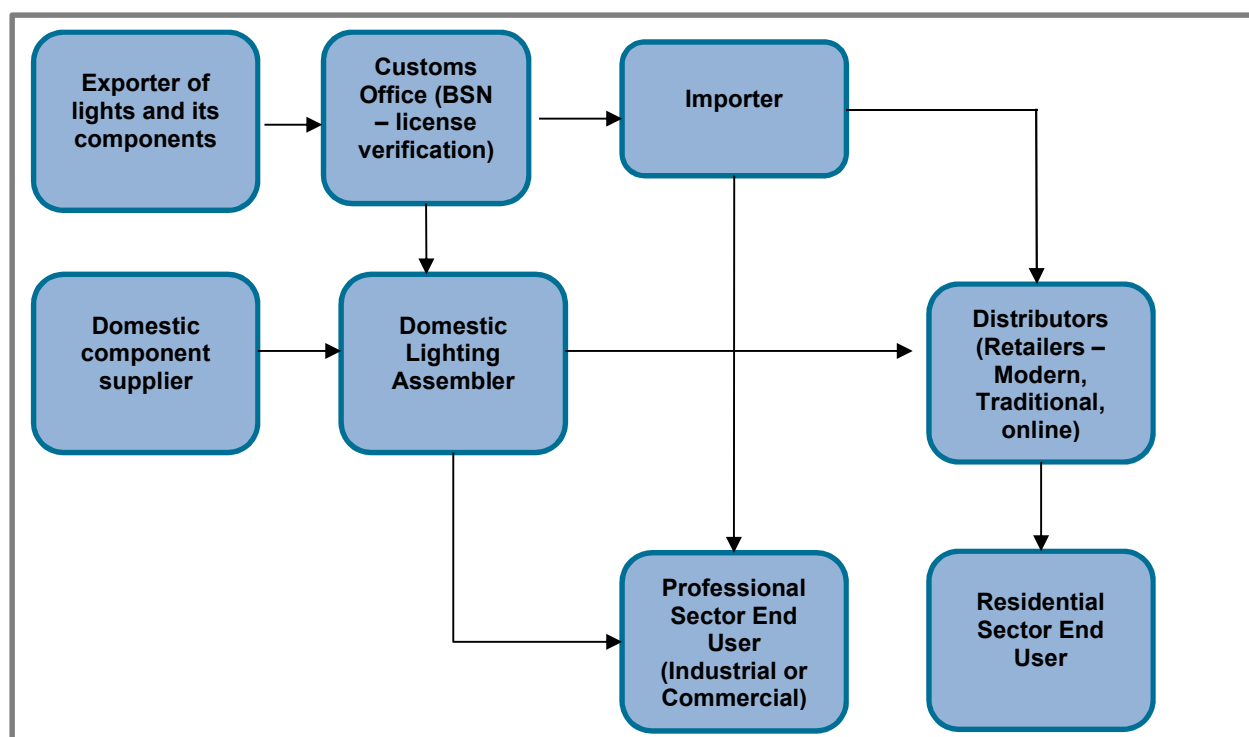 Exporter of
lights and its
components
Customs
Office (BSN
– license
verification)
Importer
Domestic
component
supplier
Domestic
Lighting
Assembler
Distributors
(Retailers –
Modern,
Traditional,
online)
Professional
Sector End
User
(Industrial or
Commercial)
Residential
Sector End
User